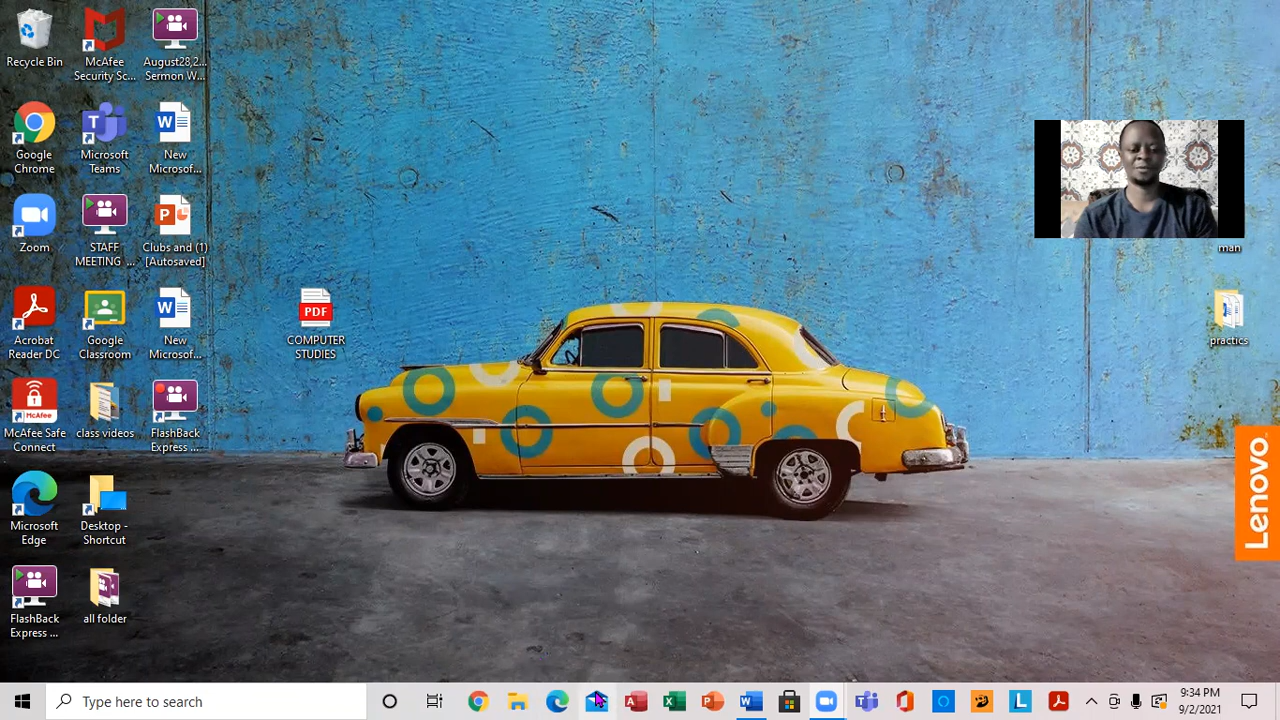 Recycle Bin
McAfee
Security Sc...
August28,2...
Sermon W...
Google
Chrome
Microsoft
Teams
New
Microsof...
Zoom
STAFF
MEETING ...
Clubs and (1)
[Autosaved]
man
Acrobat
Reader DC
Google
Classroom
New
Microsof...
PDF
COMPUTER
STUDIES
practics
McAfee
McAfee Safe
Connect
class videos
FlashBack
Express ...
Lenovo
Microsoft
Edge
Desktop -
Shortcut
FlashBack
Express ...
all folder
Type here to search
9:34 PM
9/2/2021